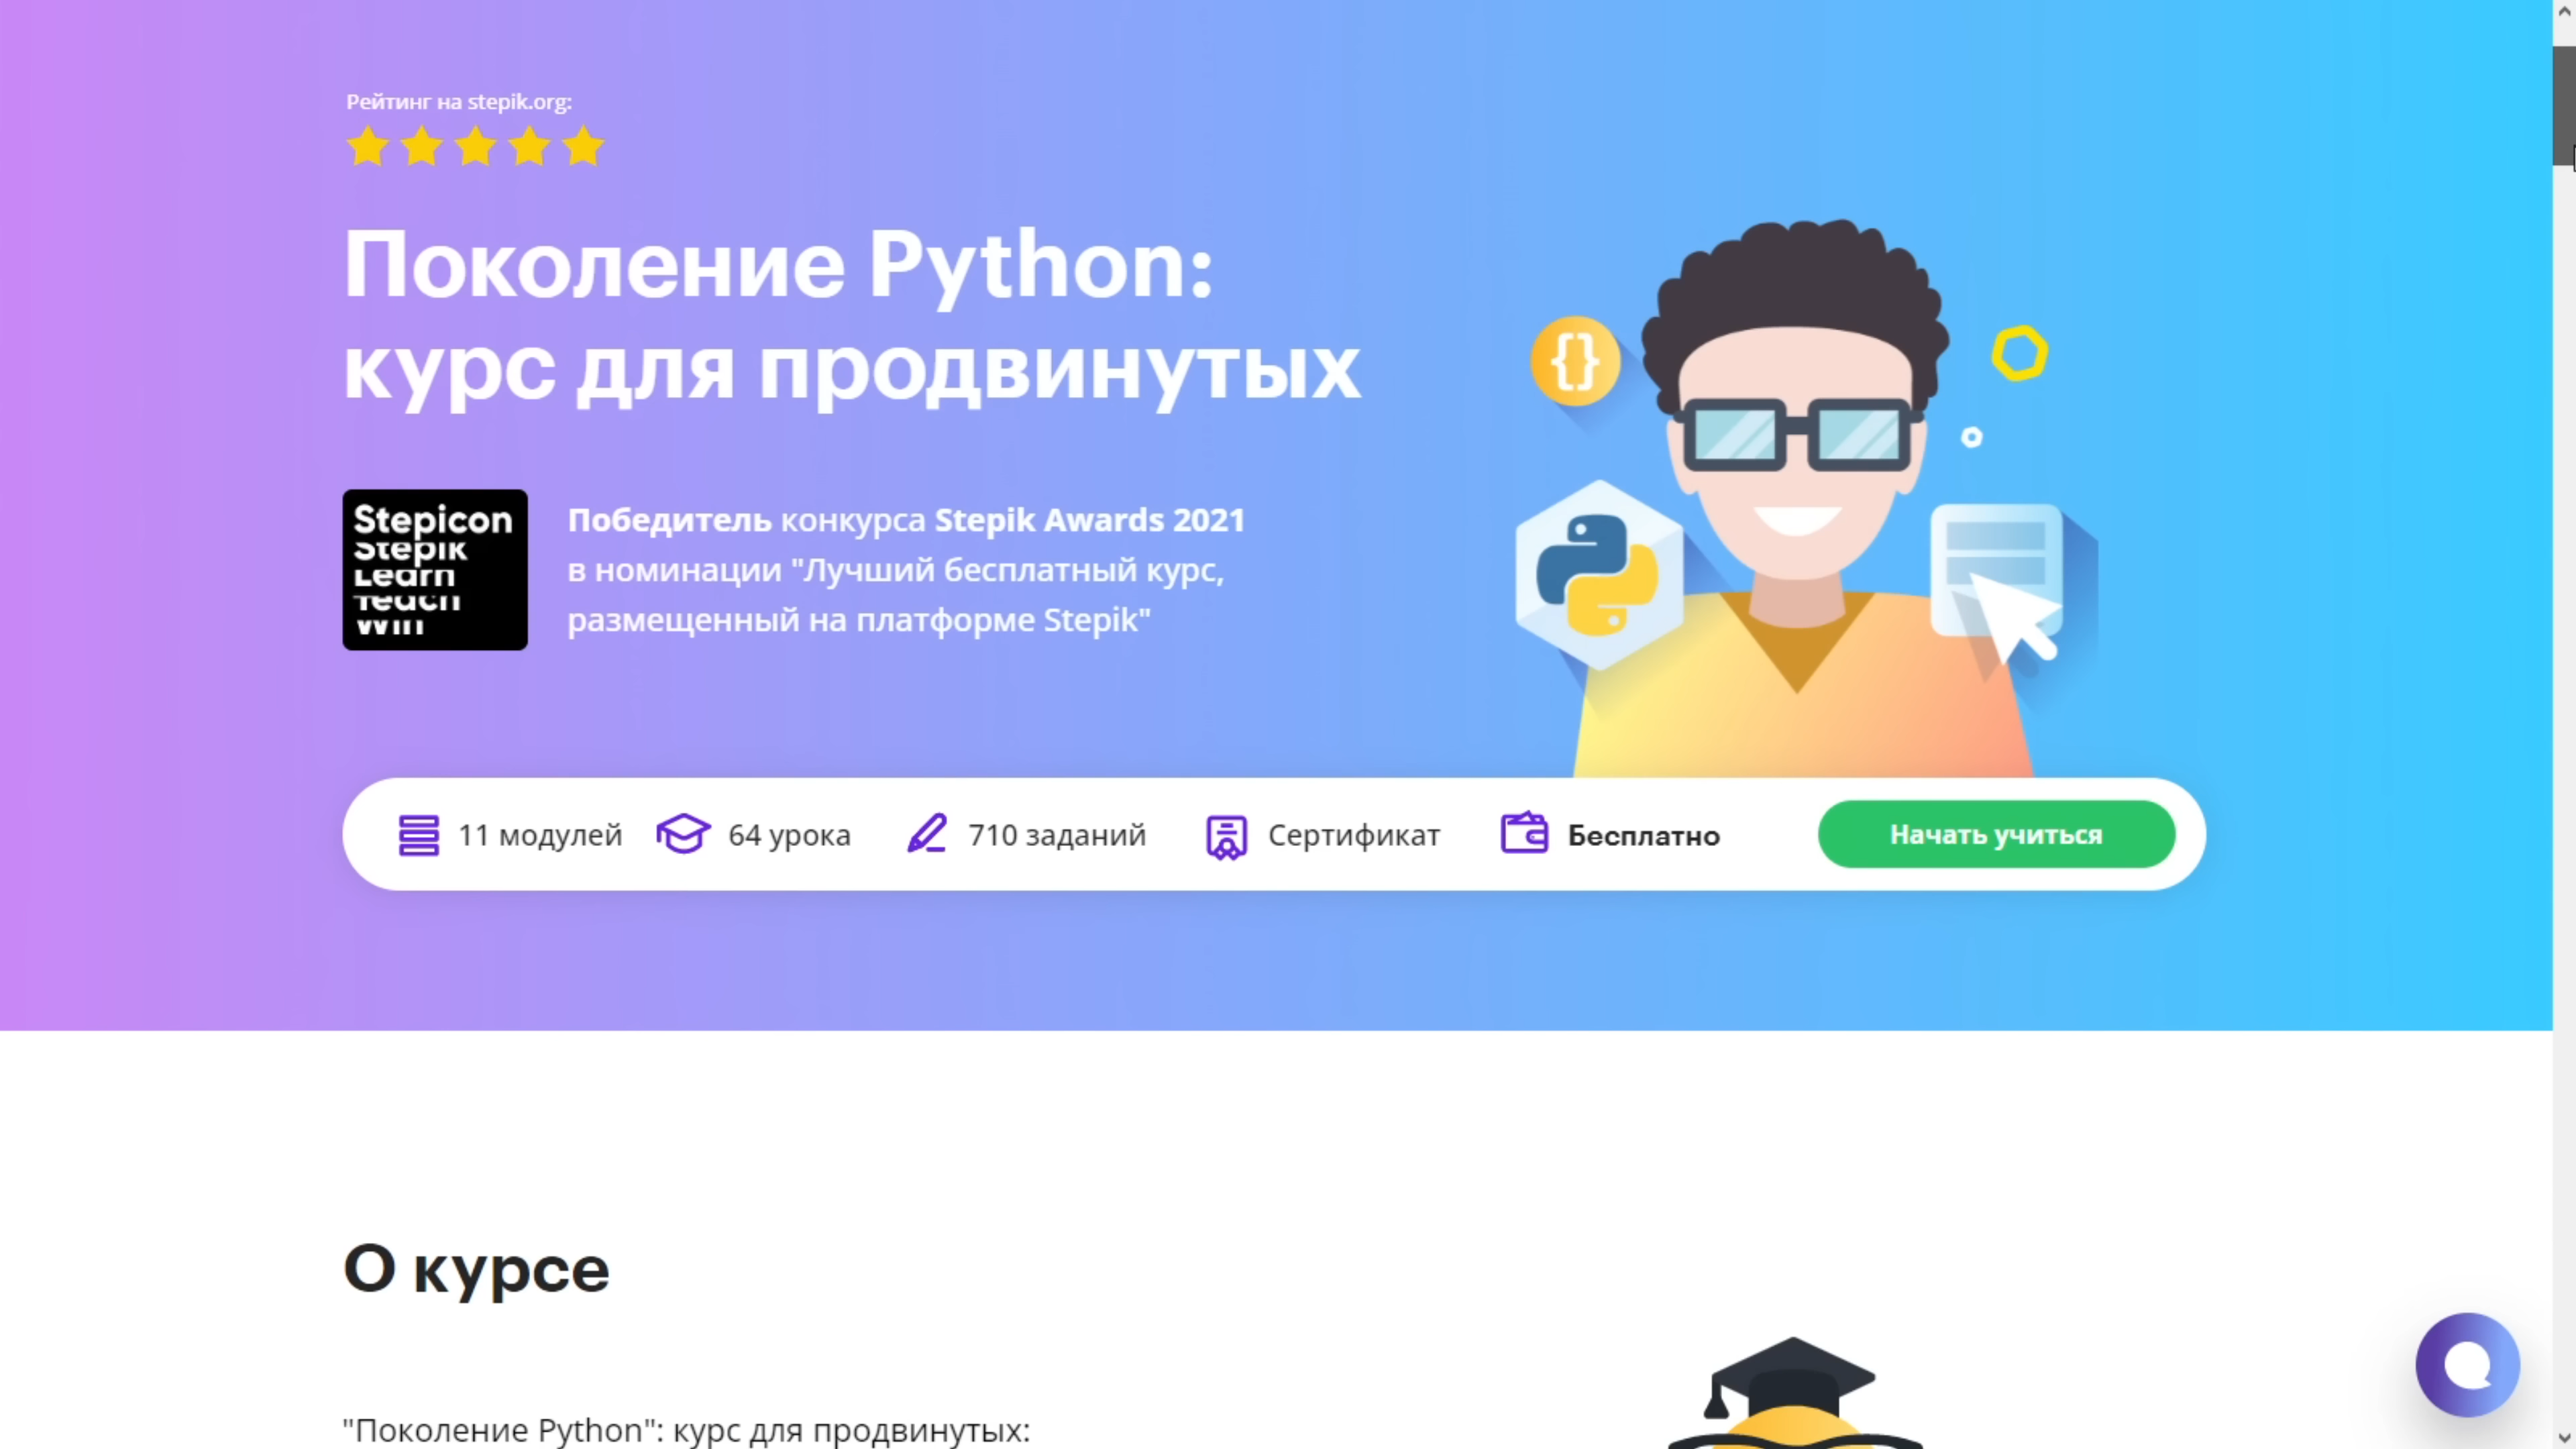 Рейтинг на stepik.org:
Поколение Python:
курс для продвинутых
Stepicon
Stepik
Learn
Teach
Win
Победитель конкурса Stepik Awards 2021
в номинации "Лучший бесплатный курс,
размещенный на платформе Stepik"
11 модулей 64 урока 710 заданий Сертификат Бесплатно Начать учиться
О курсе
"Поколение Python": курс для продвинутых: